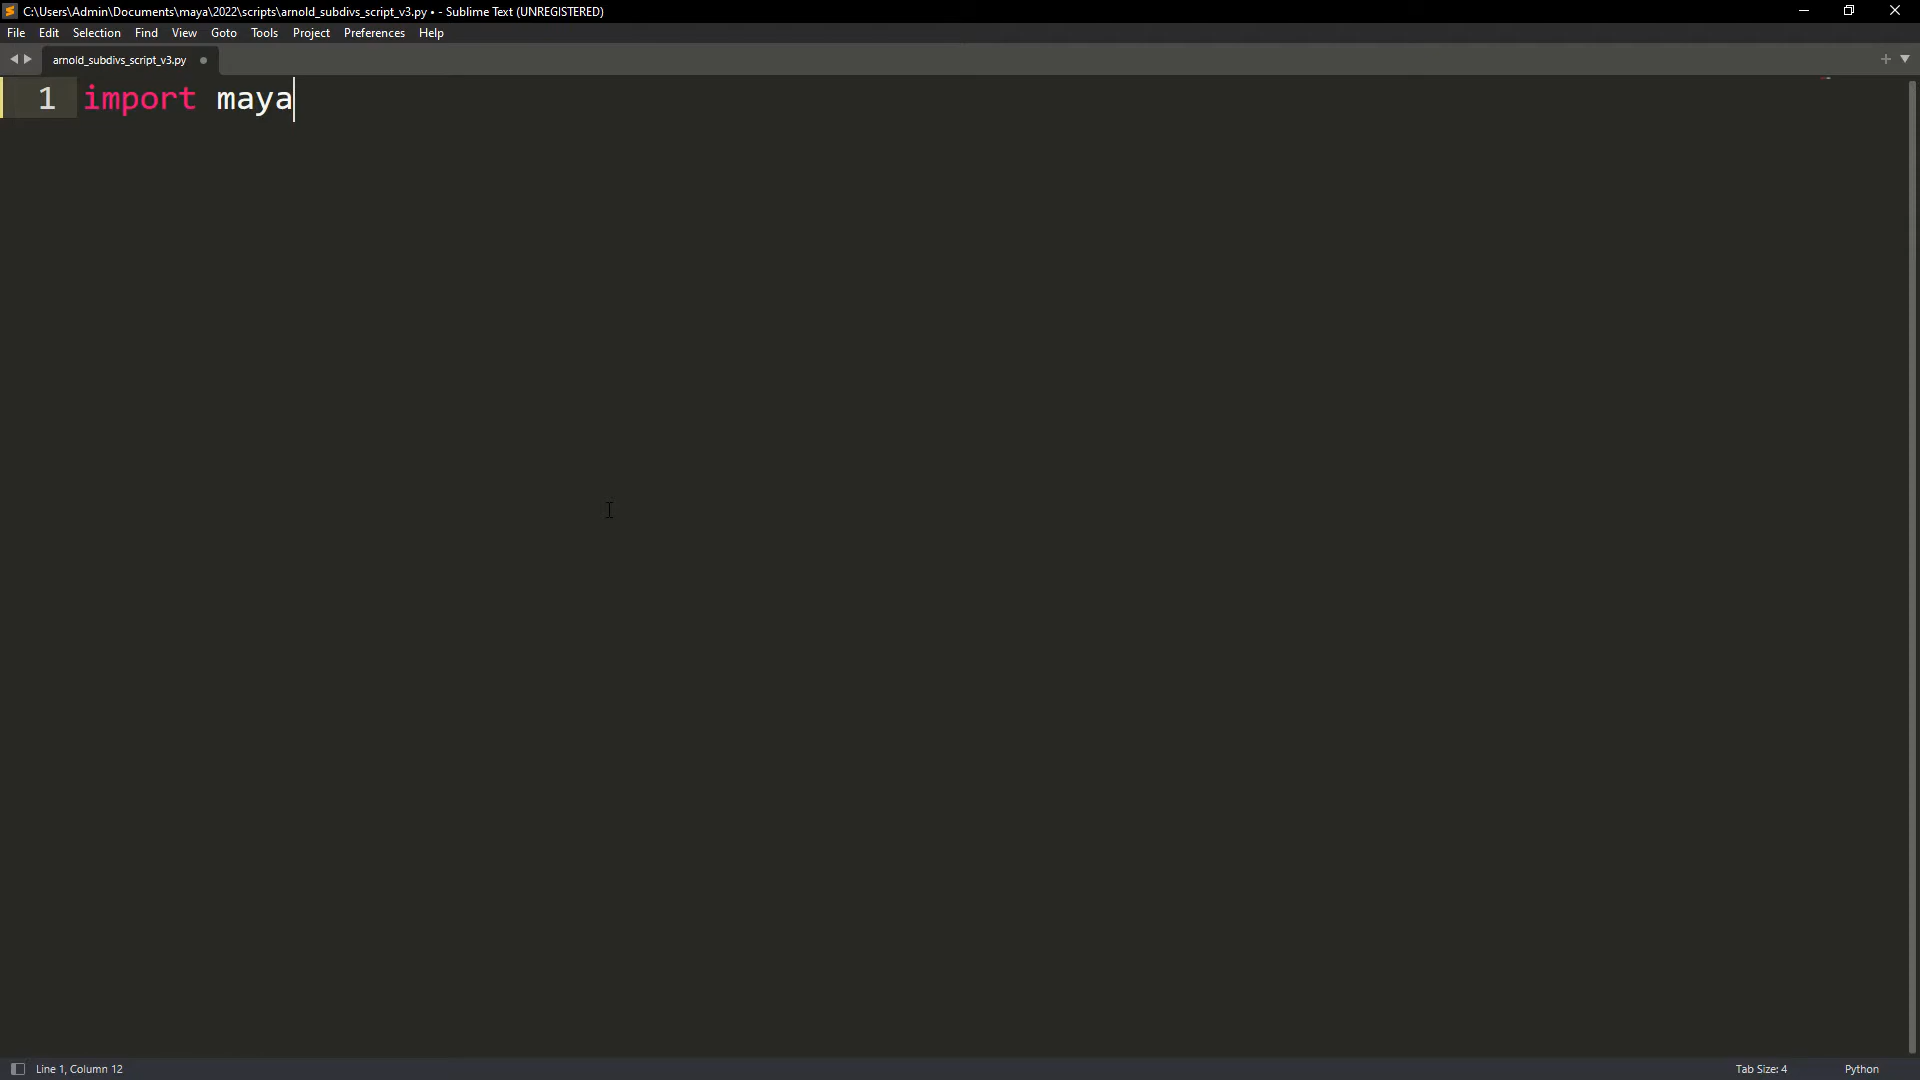 C:\Users\Admin\Documents\maya\2022\scripts\arnold_subdivs_script_v3.py • - Sublime Text (UNREGISTERED)
File Edit Selection Find View Goto Tools Project Preferences Help
arnold_subdivs_script_v3.py
1 import maya
Line 1, Column 12 Tab Size: 4 Python